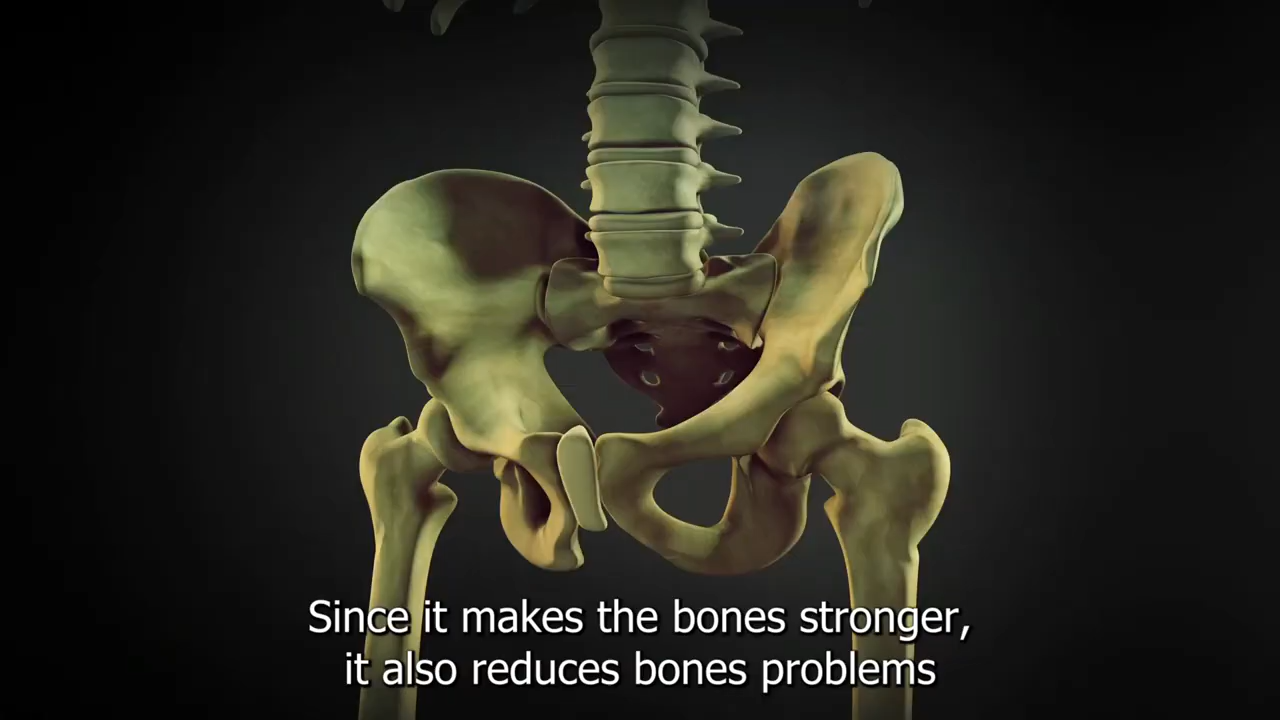 Since it makes the bones stronger,
it also reduces bones problems